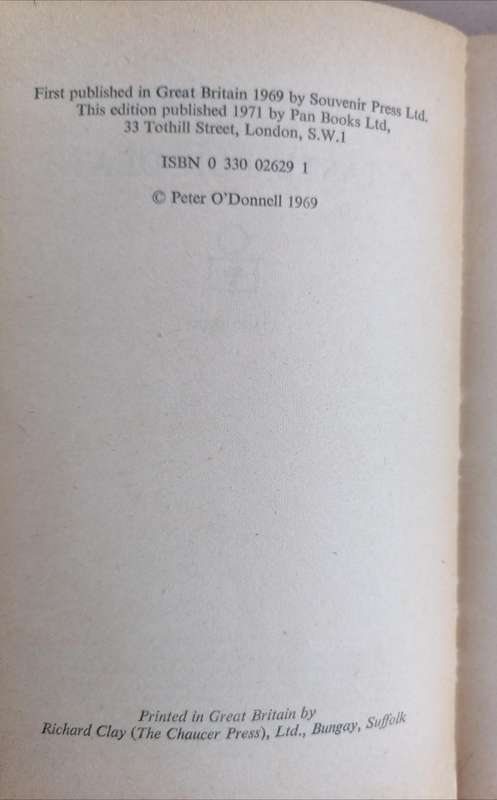 First published in Great Britain 1969 by Souvenir Press Ltd.
This edition published 1971 by Pan Books Ltd,
33 Tothill Street, London, S.W.1
ISBN 0 330 02629 1
© Peter O'Donnell 1969
Printed in Great Britain by
Richard Clay (The Chaucer Press), Ltd., Bungay, Suffolk